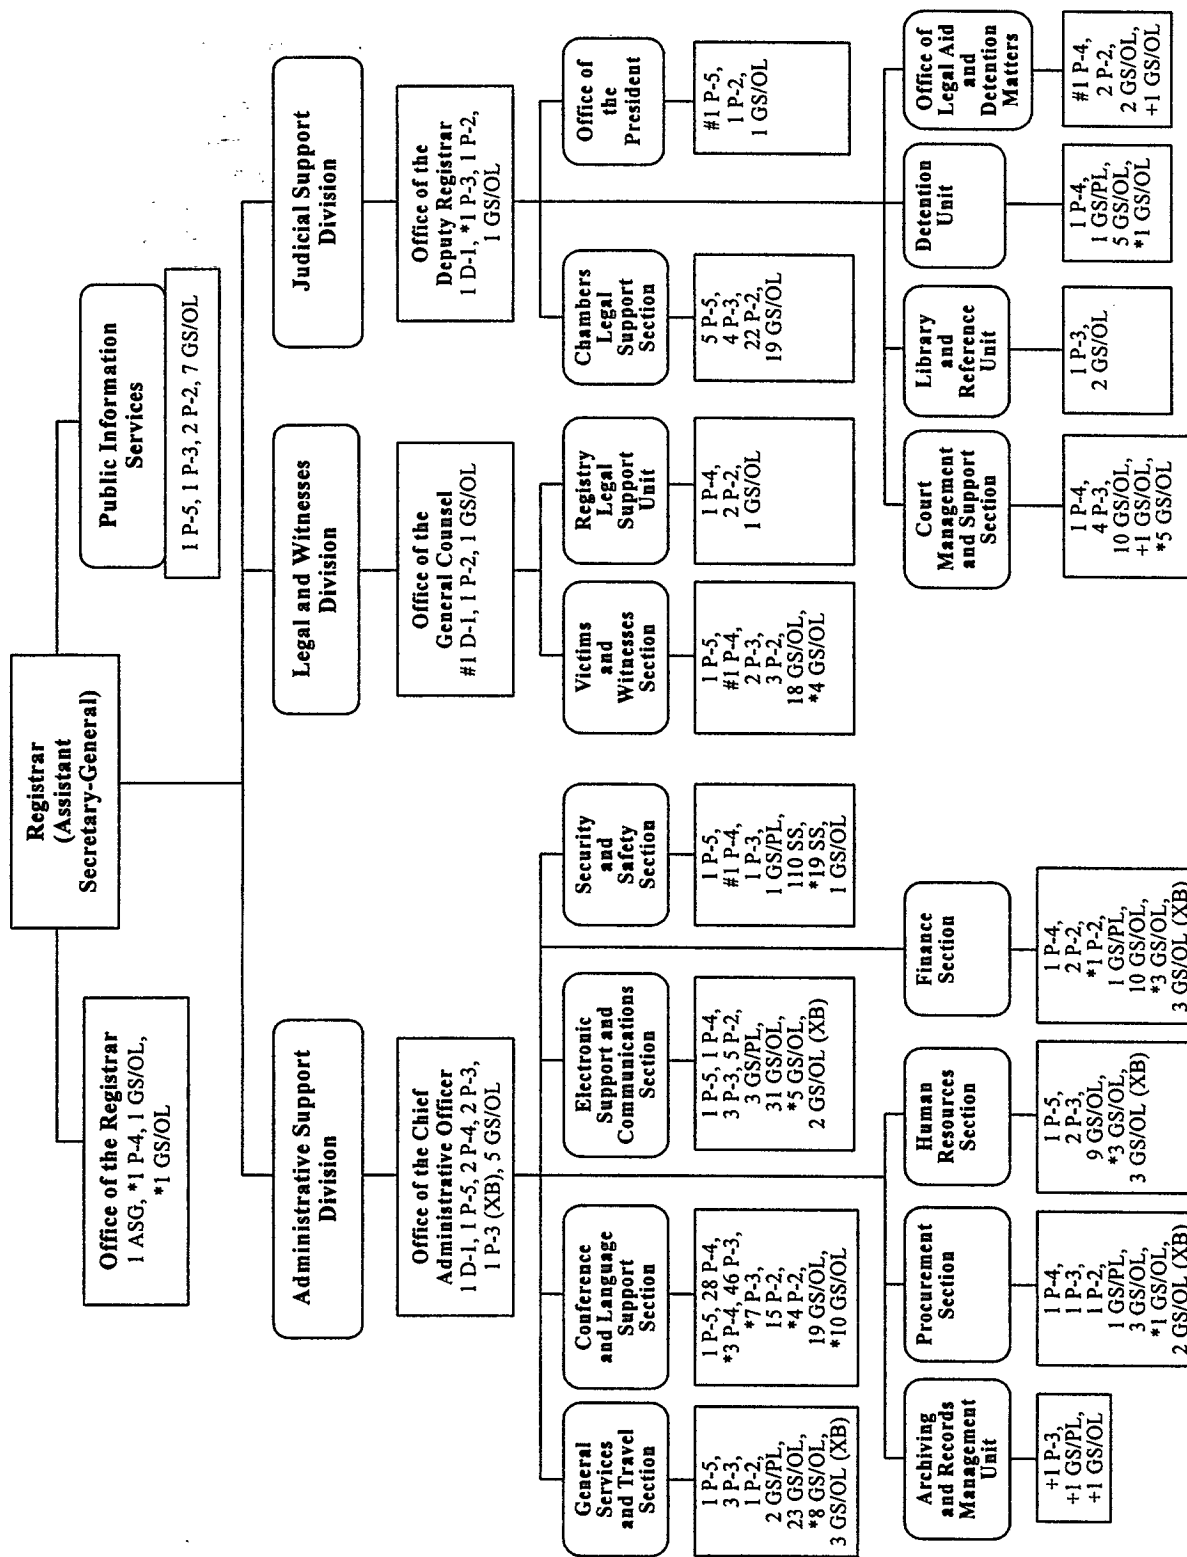 Registrar
(Assistant
Secretary-General)
Office of the Registrar
1 ASG, *1 P-4, 1 GS/OL,
*1 GS/OL
Public Information
Services
1 P-5, 1 P-3, 2 P-2, 7 GS/OL
Administrative Support
Division
Legal and Witnesses
Division
Judicial Support
Division
Office of the Chief
Administrative Officer
1 D-1, 1 P-5, 2 P-4, 2 P-3,
1 P-3 (XB), 5 GS/OL
Office of the
General Counsel
#1 D-1, 1 P-2, 1 GS/OL
Office of the
Deputy Registrar
1 D-1, *1 P-3, 1 P-2,
1 GS/OL
General
Services
and Travel
Section
1 P-5,
3 P-3,
1 P-2,
2 GS/PL,
23 GS/OL,
*8 GS/OL,
3 GS/OL (XB)
Conference
and Language
Support
Section
1 P-5, 28 P-4,
*3 P-4, 46 P-3,
*7 P-3,
15 P-2,
*4 P-2,
19 GS/OL,
*10 GS/OL
Electronic
Support and
Communications
Section
1 P-5, 1 P-4,
3 P-3, 5 P-2,
3 GS/PL,
31 GS/OL,
*5 GS/OL,
2 GS/OL (XB)
Security
and
Safety
Section
1 P-5,
#1 P-4,
1 P-3,
1 GS/PL,
110 SS,
*19 SS,
1 GS/OL
Victims
and
Witnesses
Section
1 P-5,
#1 P-4,
2 P-3,
3 P-2,
18 GS/OL,
*4 GS/OL
Registry
Legal
Support
Unit
1 P-4,
2 P-2,
1 GS/OL
Chambers
Legal
Support
Section
5 P-5,
4 P-3,
22 P-2,
19 GS/OL
Office of
the
President
#1 P-5,
1 P-2,
1 GS/OL
Archiving
and Records
Management
Unit
+1 P-3,
+1 GS/PL,
+1 GS/OL
Procurement
Section
1 P-4,
1 P-3,
1 P-2,
1 GS/PL,
3 GS/OL,
*1 GS/OL,
2 GS/OL (XB)
Human
Resources
Section
1 P-5,
2 P-3,
9 GS/OL,
*3 GS/OL,
3 GS/OL (XB)
Finance
Section
1 P-4,
2 P-2,
*1 P-2,
1 GS/PL,
10 GS/OL,
*3 GS/OL,
3 GS/OL (XB)
Court
Management
and Support
Section
1 P-4,
4 P-3,
10 GS/OL,
+1 GS/OL,
*5 GS/OL
Library
and
Reference
Unit
1 P-3,
2 GS/OL
Detention
Unit
1 P-4,
1 GS/PL,
5 GS/OL,
*1 GS/OL
Office of
Legal Aid
and
Detention
Matters
#1 P-4,
2 P-2,
2 GS/OL,
+1 GS/OL